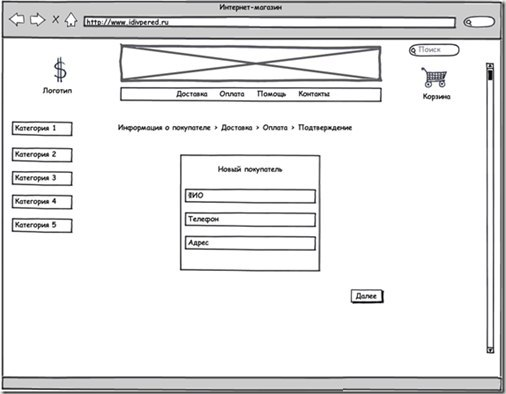 Интернет-магазин
X
http://www.idivpered.ru
$
Поиск
Логотип
Корзина
Доставка Оплата Помощь Контакты
Информация о покупателе > Доставка > Оплата > Подтверждение
Категория 1
Категория 2
Категория 3
Категория 4
Категория 5
Новый покупатель
ФИО
Телефон
Адрес
Далее